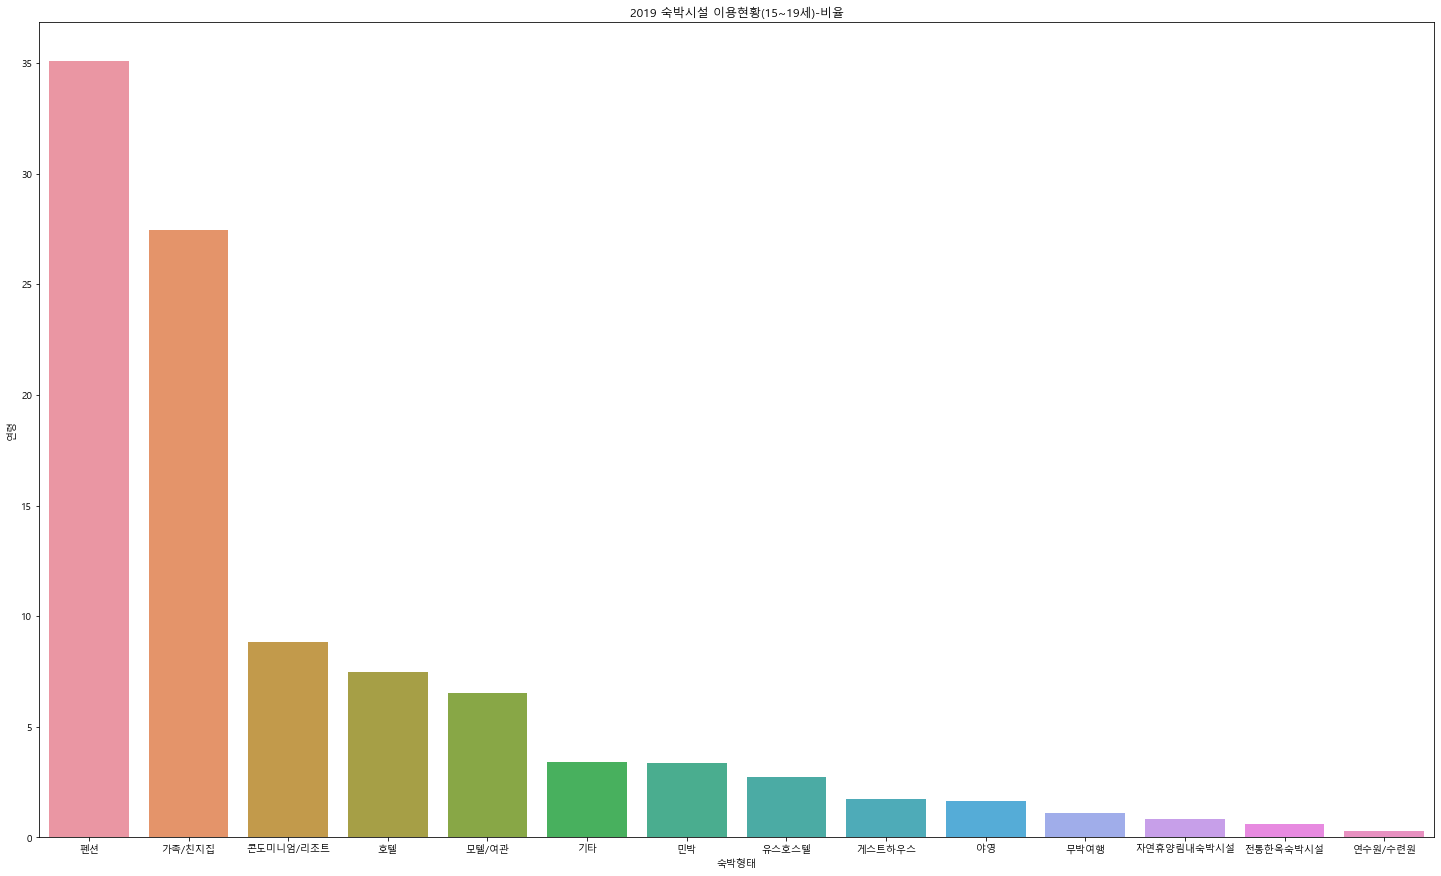 2019 숙박시설 이용현황(15~19세)-비율
연령
35
30
25
20
15
10
5
0
펜션 가족/친지집 콘도미니엄/리조트 호텔 모텔/여관 기타 민박 유스호스텔 게스트하우스 야영 무박여행 자연휴양림내숙박시설 전통한옥숙박시설 연수원/수련원
숙박형태